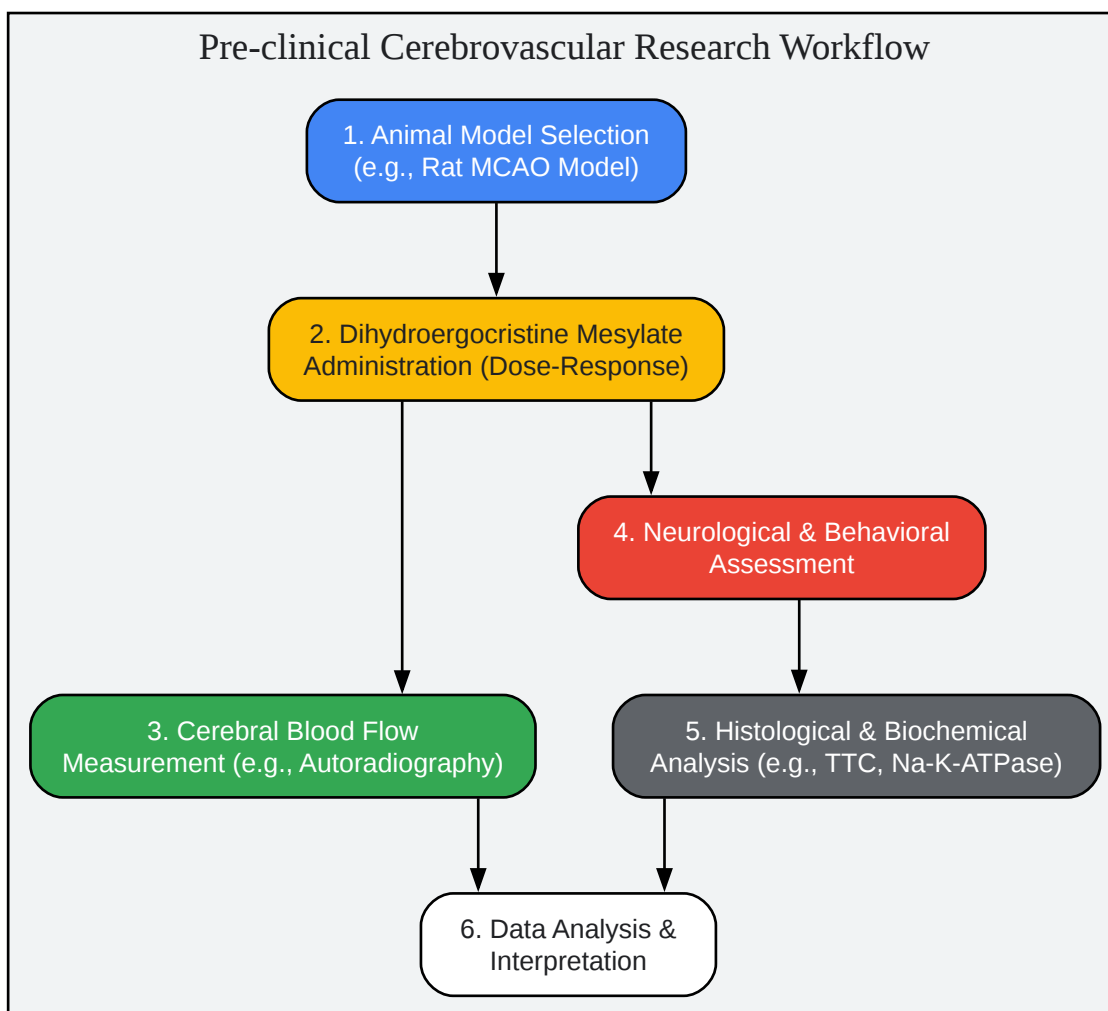 Pre-clinical Cerebrovascular Research Workflow
1. Animal Model Selection
(e.g., Rat MCAO Model)
2. Dihydroergocristine Mesylate
Administration (Dose-Response)
4. Neurological & Behavioral
Assessment
3. Cerebral Blood Flow
Measurement (e.g., Autoradiography)
5. Histological & Biochemical
Analysis (e.g., TTC, Na-K-ATPase)
6. Data Analysis &
Interpretation